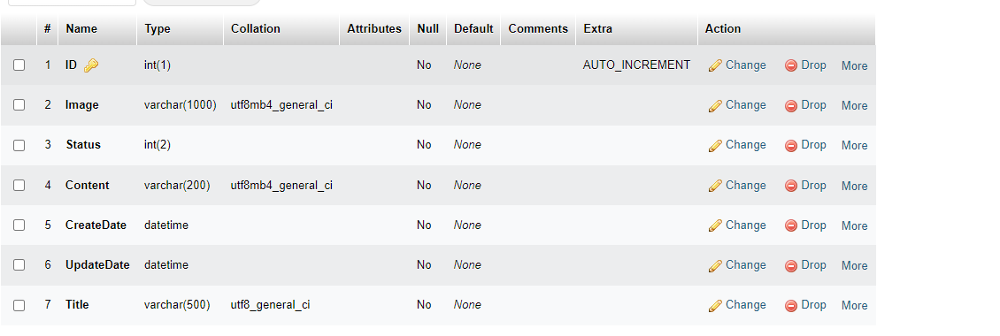 # Name Type Collation Attributes Null Default Comments Extra Action
1 ID int(1) No None AUTO_INCREMENT Change Drop More
2 Image varchar(1000) utf8mb4_general_ci No None Change Drop More
3 Status int(2) No None Change Drop More
4 Content varchar(200) utf8mb4_general_ci No None Change Drop More
5 CreateDate datetime No None Change Drop More
6 UpdateDate datetime No None Change Drop More
7 Title varchar(500) utf8_general_ci No None Change Drop More